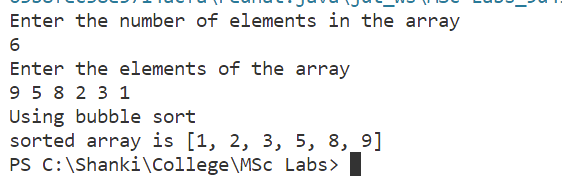 Enter the number of elements in the array
6
Enter the elements of the array
9 5 8 2 3 1
Using bubble sort
sorted array is [1, 2, 3, 5, 8, 9]
PS C:\Shanki\College\MSc Labs>